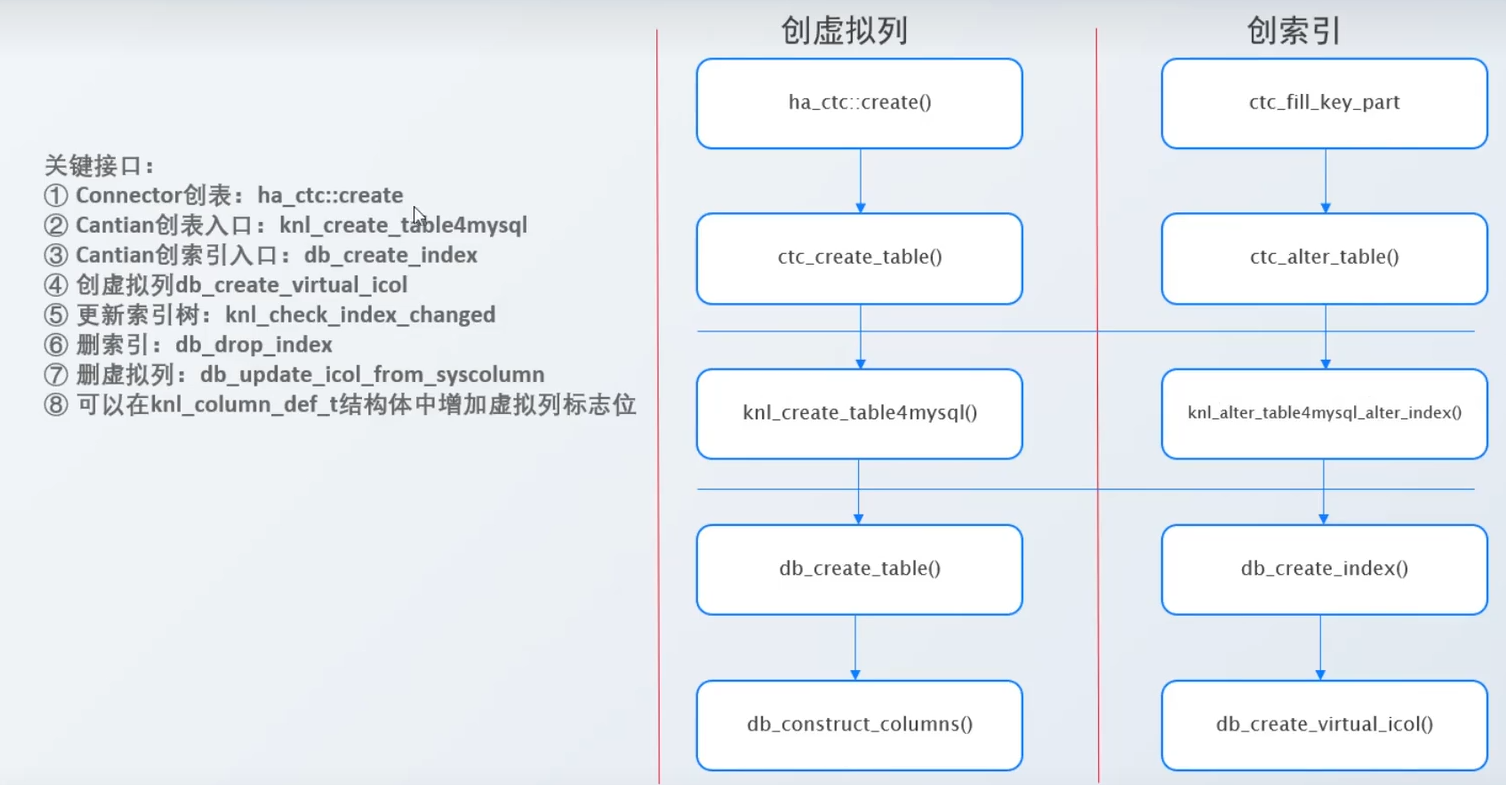 关键接口：
① Connector创表：ha_ctc::create
② Cantian创表入口：knl_create_table4mysql
③ Cantian创索引入口：db_create_index
④ 创虚拟列db_create_virtual_icol
⑤ 更新索引树：knl_check_index_changed
⑥ 删索引：db_drop_index
⑦ 删虚拟列：db_update_icol_from_syscolumn
⑧ 可以在knl_column_def_t结构体中增加虚拟列标志位
创虚拟列
ha_ctc::create()
ctc_create_table()
knl_create_table4mysql()
db_create_table()
db_construct_columns()
创索引
ctc_fill_key_part
ctc_alter_table()
knl_alter_table4mysql_alter_index()
db_create_index()
db_create_virtual_icol()